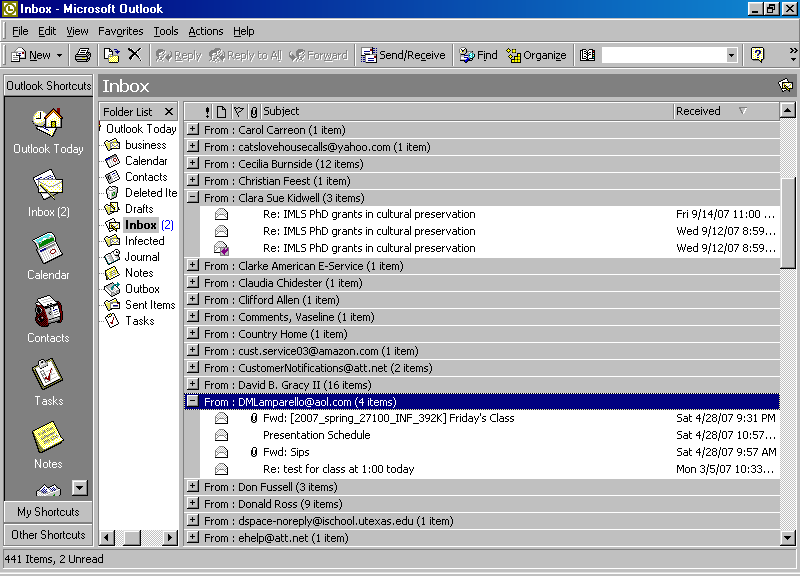 Inbox - Microsoft Outlook
File Edit View Favorites Tools Actions Help
New Reply Reply to All Forward Send/Receive Find Organize
Outlook Shortcuts
Inbox
Outlook Today
Inbox (2)
Calendar
Contacts
Tasks
Notes
My Shortcuts
Other Shortcuts
Folder List
Outlook Today
business
Calendar
Contacts
Deleted Ite
Drafts
Inbox (2)
Infected
Journal
Notes
Outbox
Sent Items
Tasks
Subject Received
From : Carol Carreon (1 item)
From : catslovehousecalls@yahoo.com (1 item)
From : Cecilia Burnside (12 items)
From : Christian Feest (1 item)
From : Clara Sue Kidwell (3 items)
Re: IMLS PhD grants in cultural preservation Fri 9/14/07 11:00 ...
Re: IMLS PhD grants in cultural preservation Wed 9/12/07 8:59...
Re: IMLS PhD grants in cultural preservation Wed 9/12/07 8:59...
From : Clarke American E-Service (1 item)
From : Claudia Chidester (1 item)
From : Clifford Allen (1 item)
From : Comments, Vaseline (1 item)
From : Country Home (1 item)
From : cust.service03@amazon.com (1 item)
From : CustomerNotifications@att.net (2 items)
From : David B. Gracy II (16 items)
From : DMLamparello@aol.com (4 items)
Fwd: [2007_spring_27100_INF_392K] Friday's Class Sat 4/28/07 9:31 PM
Presentation Schedule Sat 4/28/07 10:57...
Fwd: Sips Sat 4/28/07 9:57 AM
Re: test for class at 1:00 today Mon 3/5/07 10:33...
From : Don Fussell (3 items)
From : Donald Ross (9 items)
From : dspace-noreply@ischool.utexas.edu (1 item)
From : ehelp@att.net (1 item)
441 Items, 2 Unread